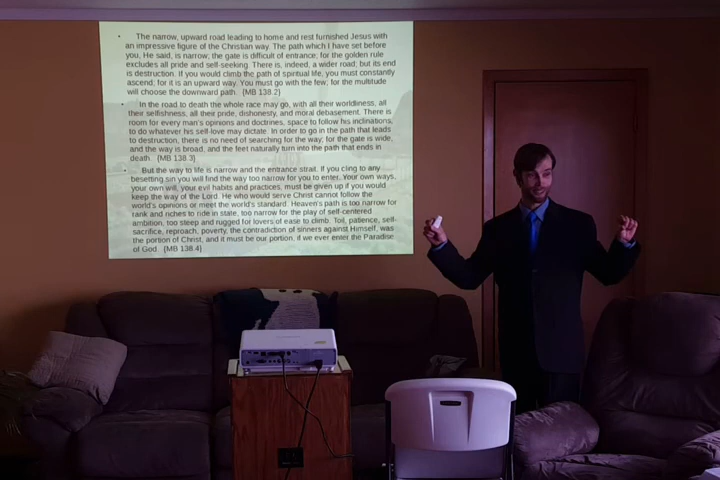 • The narrow, upward road leading to home and rest furnished Jesus with
an impressive figure of the Christian way. The path which I have set before
you, He said, is narrow; the gate is difficult of entrance; for the golden rule
excludes all pride and self-seeking. There is, indeed, a wider road; but its end
is destruction. If you would climb the path of spiritual life, you must constantly
ascend; for it is an upward way. You must go with the few; for the multitude
will choose the downward path. {MB 138.2}
• In the road to death the whole race may go, with all their worldliness, all
their selfishness, all their pride, dishonesty, and moral debasement. There is
room for every man's opinions and doctrines, space to follow his inclinations,
to do whatever his self-love may dictate. In order to go in the path that leads
to destruction, there is no need of searching for the way; for the gate is wide,
and the way is broad, and the feet naturally turn into the path that ends in
death. {MB 138.3}
• But the way to life is narrow and the entrance strait. If you cling to any
besetting sin you will find the way too narrow for you to enter. Your own ways,
your own will, your evil habits and practices, must be given up if you would
keep the way of the Lord. He who would serve Christ cannot follow the
world's opinions or meet the world's standard. Heaven's path is too narrow for
rank and riches to ride in state, too narrow for the play of self-centered
ambition, too steep and rugged for lovers of ease to climb. Toil, patience, self-
sacrifice, reproach, poverty, the contradiction of sinners against Himself, was
the portion of Christ, and it must be our portion, if we ever enter the Paradise
of God. {MB 138.4}